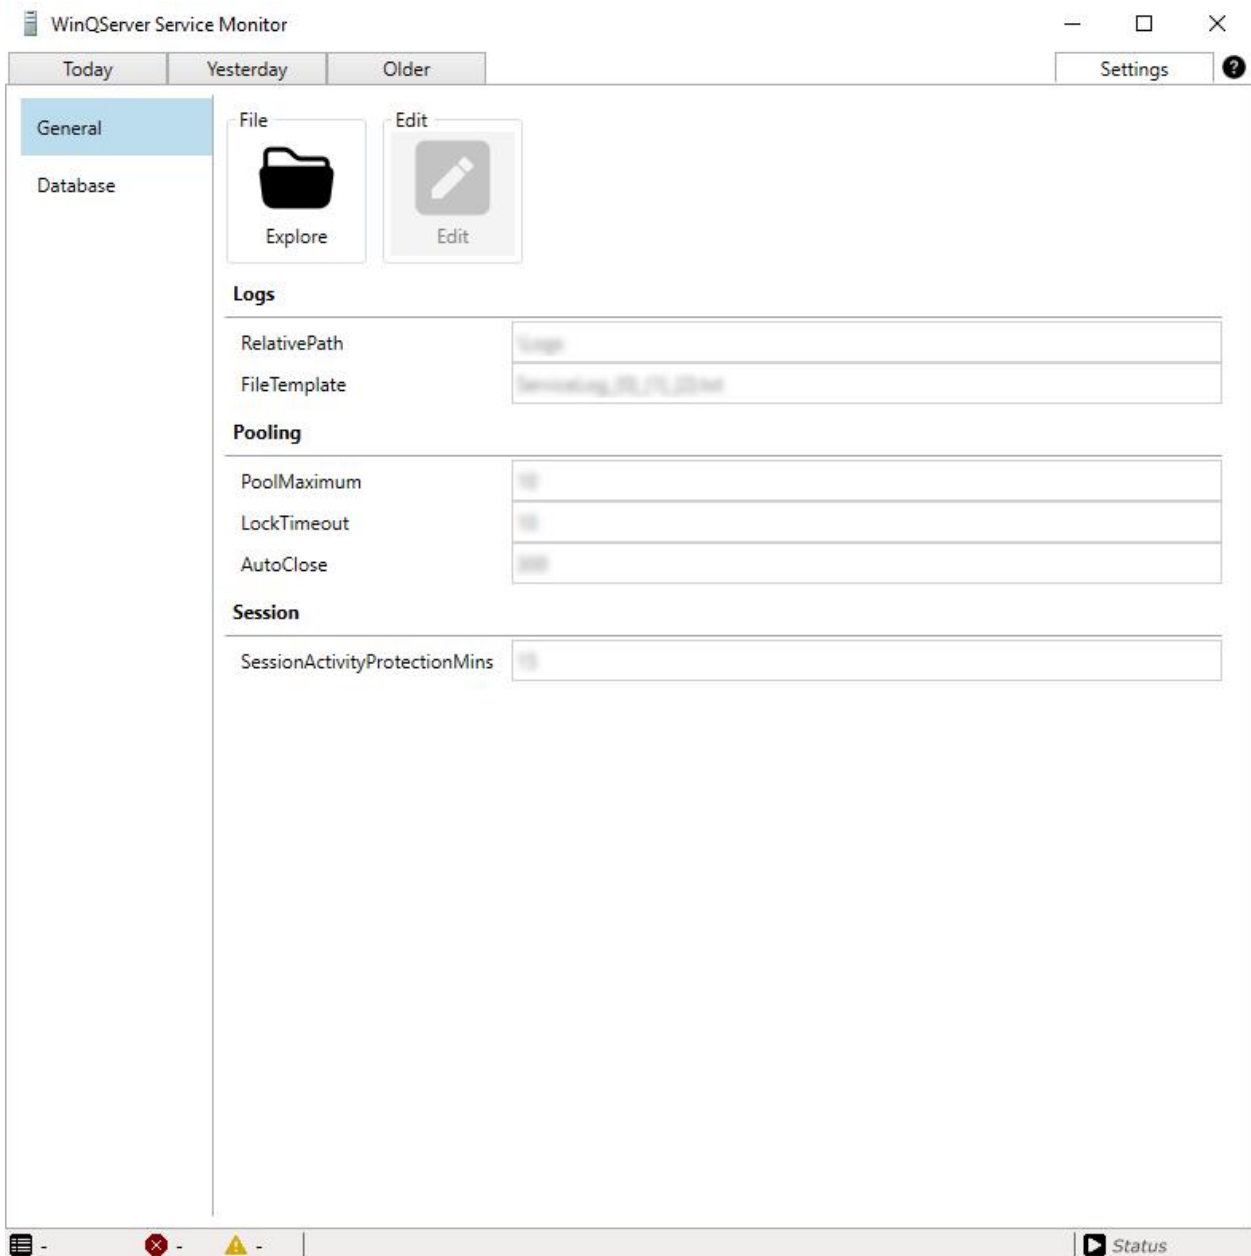 WinQServer Service Monitor
Today Yesterday Older Settings ?
General
Database
File Edit
Explore Edit
Logs
RelativePath
FileTemplate
Pooling
PoolMaximum
LockTimeout
AutoClose
Session
SessionActivityProtectionMins
- - - Status